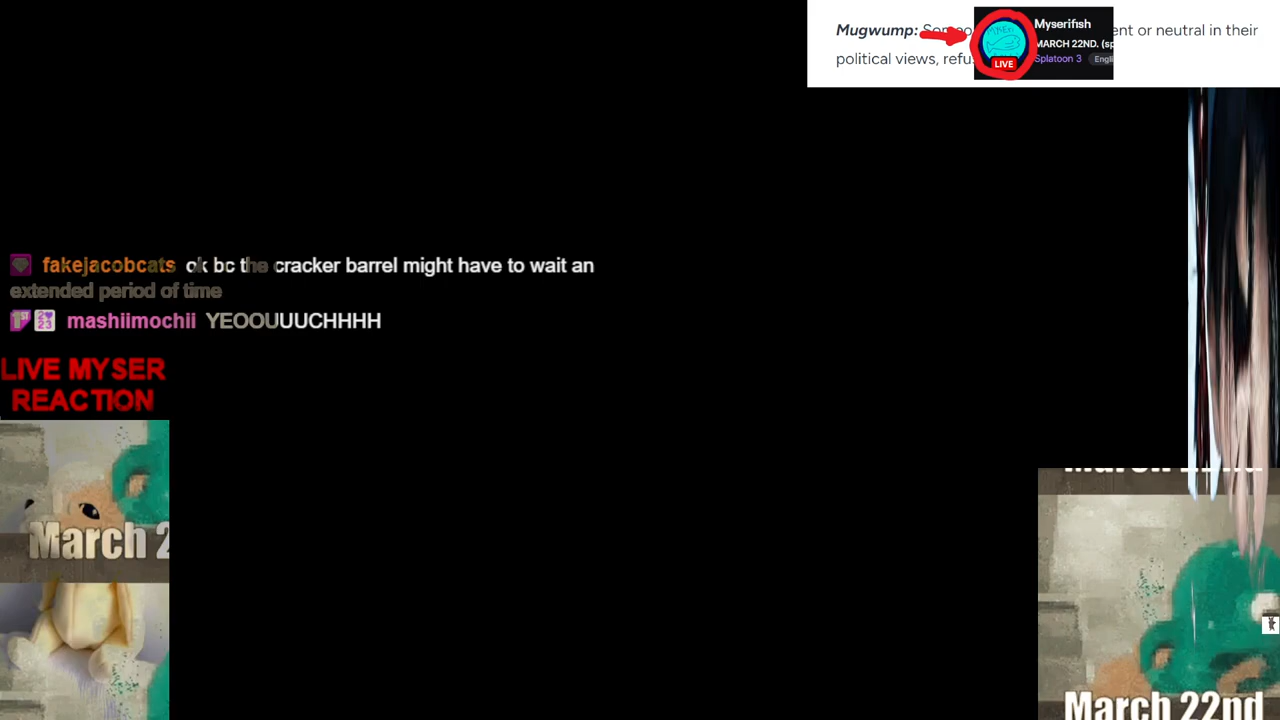 Mugwump: ent or neutral in their
political views, refu
Myserifish
MARCH 22ND. (sp
Splatoon 3 Engli
LIVE
fakejacobcats ok bc the cracker barrel might have to wait an
extended period of time
mashiimochii YEOOUUUCHHHH
LIVE MYSER
REACTION
March 2
March 22nd